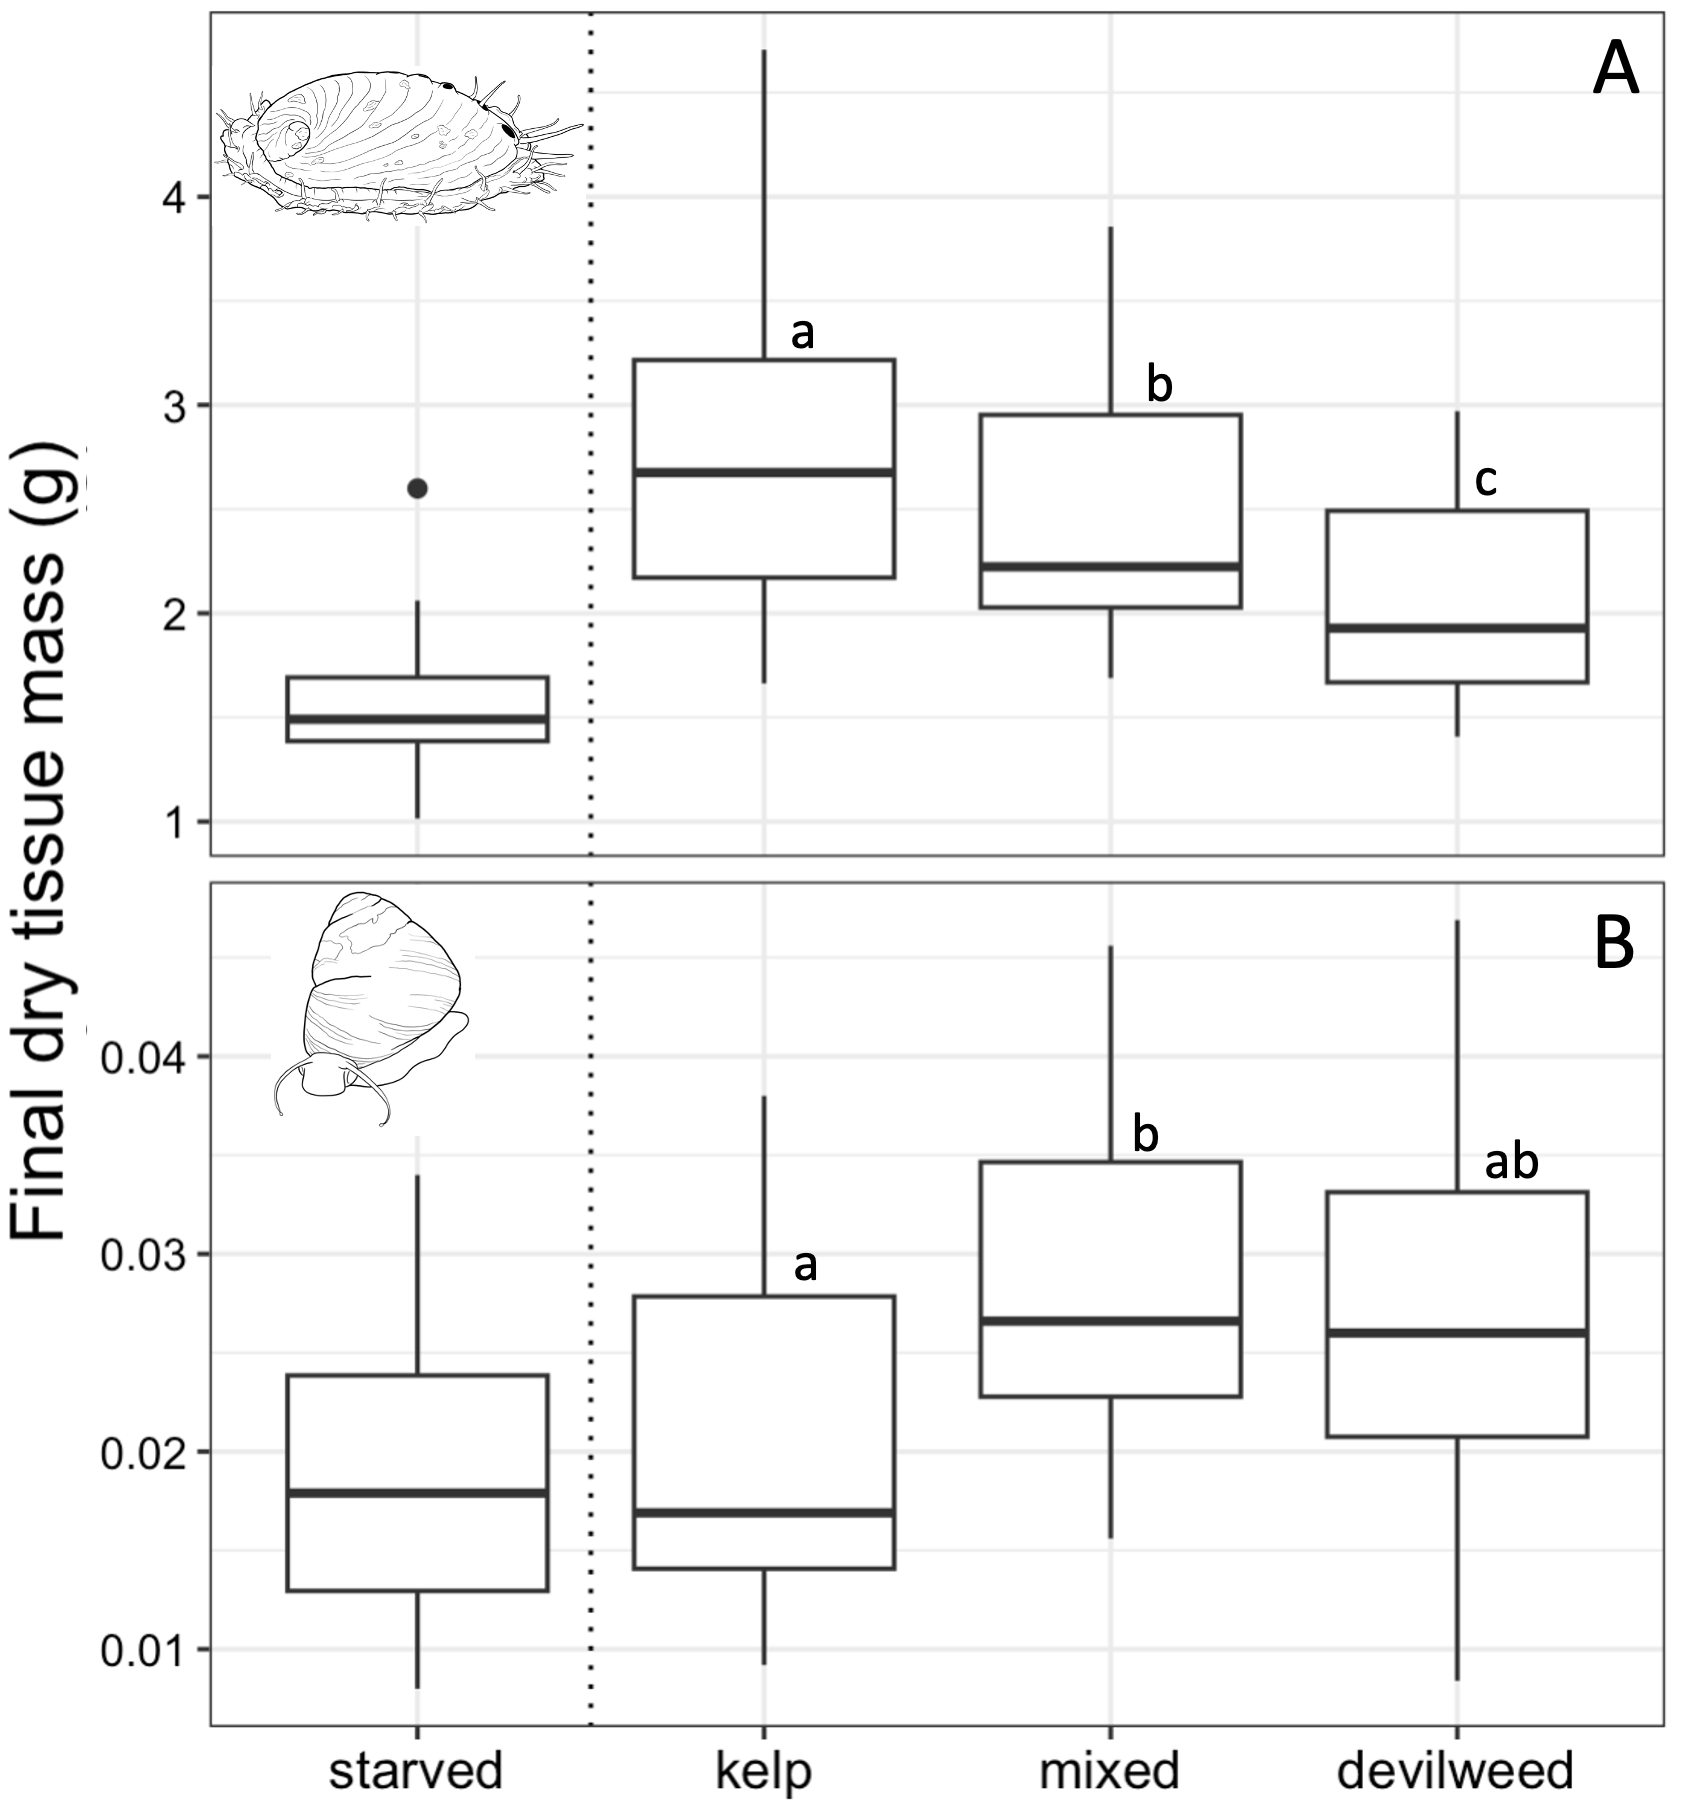 Final dry tissue mass (g)
A
4
3
2
1
a
b
c
B
0.04
0.03
0.02
0.01
a
b
ab
starved kelp mixed devilweed